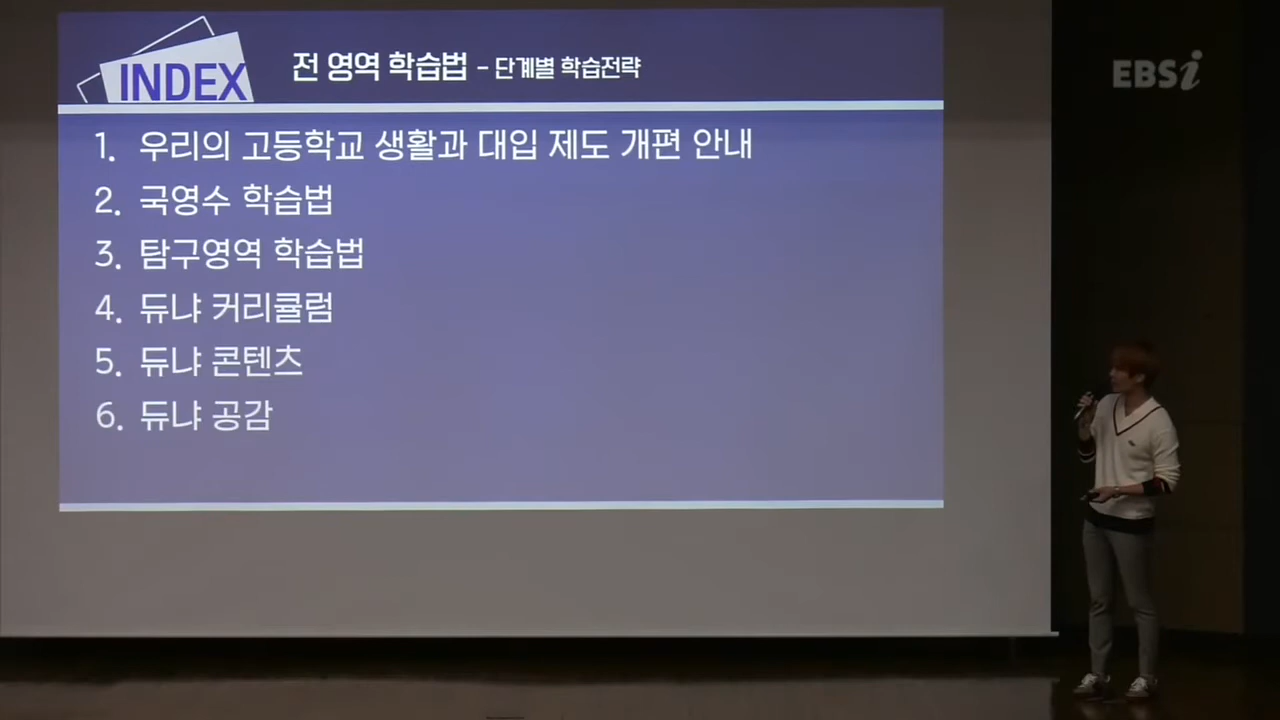 INDEX
전 영역 학습법 - 단계별 학습전략
EBSi
1. 우리의 고등학교 생활과 대입 제도 개편 안내
2. 국영수 학습법
3. 탐구영역 학습법
4. 듀냐 커리큘럼
5. 듀냐 콘텐츠
6. 듀냐 공감